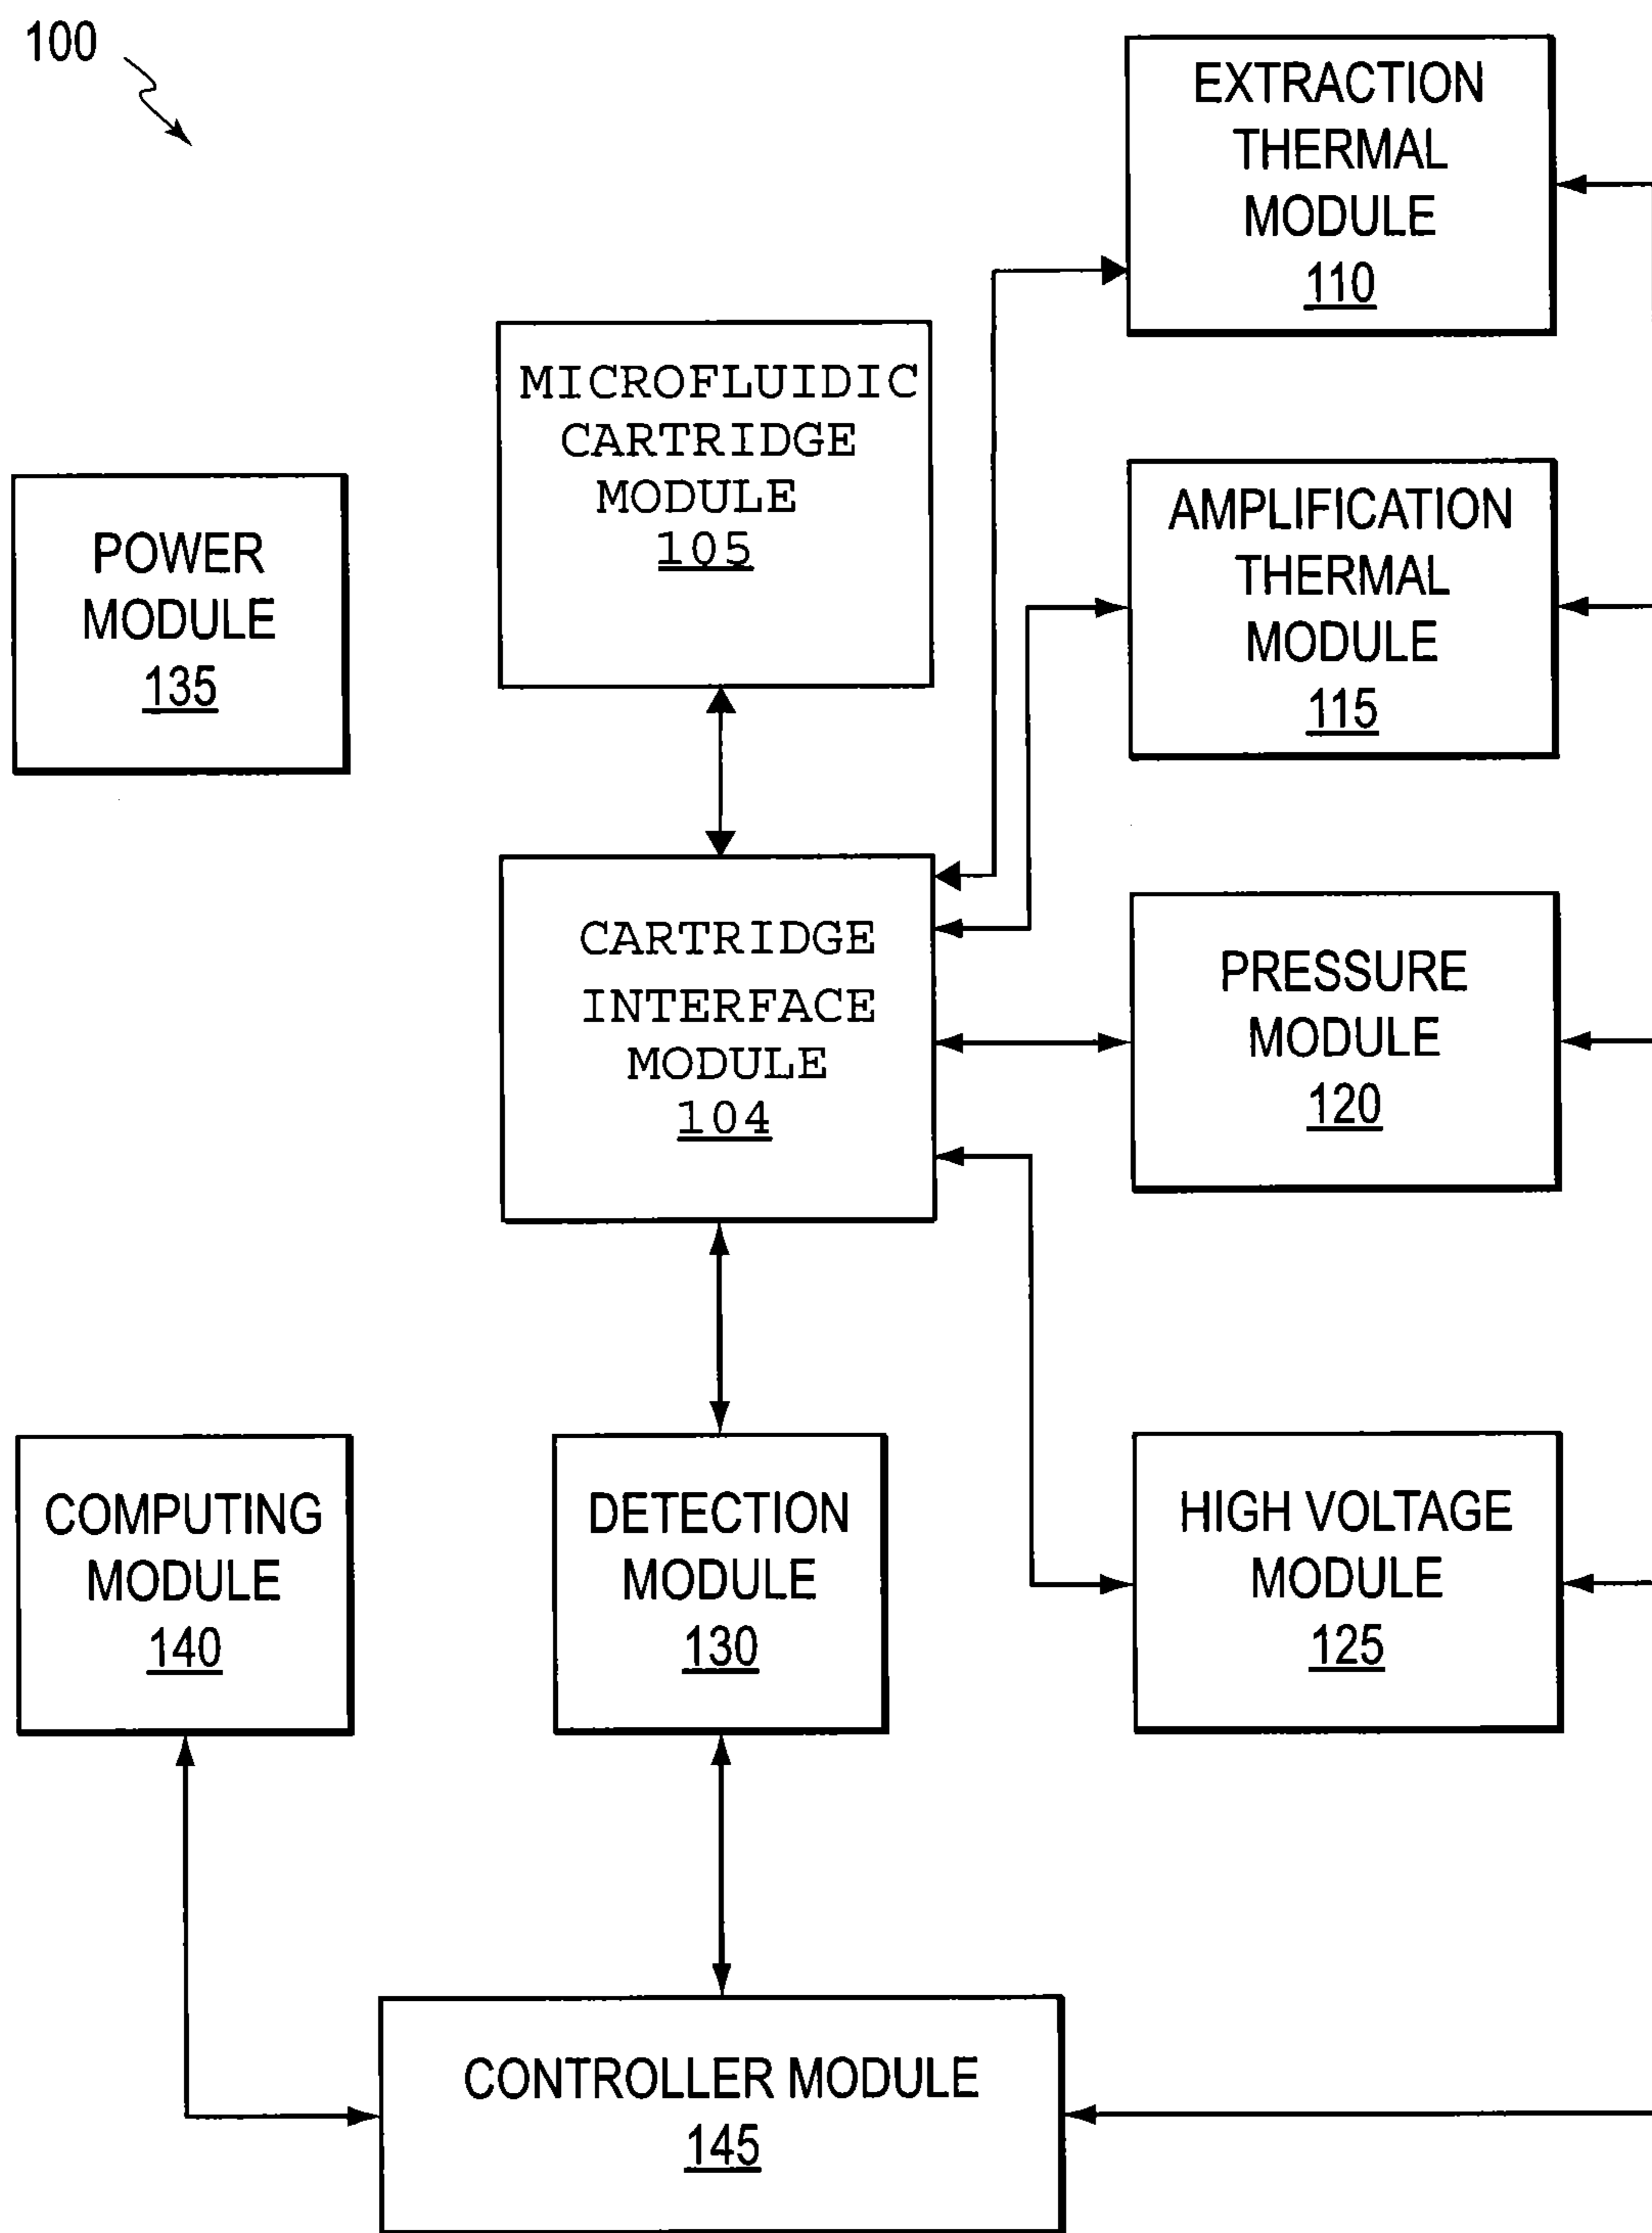 100
EXTRACTION
THERMAL
MODULE
110
MICROFLUIDIC
CARTRIDGE
MODULE
105
POWER
MODULE
135
AMPLIFICATION
THERMAL
MODULE
115
CARTRIDGE
INTERFACE
MODULE
104
PRESSURE
MODULE
120
COMPUTING
MODULE
140
DETECTION
MODULE
130
HIGH VOLTAGE
MODULE
125
CONTROLLER MODULE
145